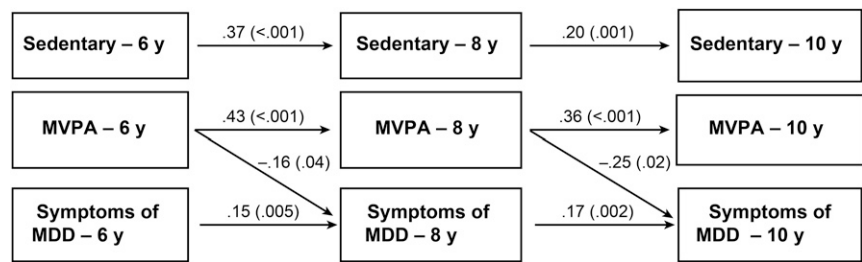 Sedentary – 6 y
.37 (<.001)
Sedentary – 8 y
.20 (.001)
Sedentary – 10 y
MVPA – 6 y
.43 (<.001)
MVPA – 8 y
.36 (<.001)
MVPA – 10 y
–.16 (.04)
–.25 (.02)
Symptoms of
MDD – 6 y
.15 (.005)
Symptoms of
MDD – 8 y
.17 (.002)
Symptoms of
MDD – 10 y